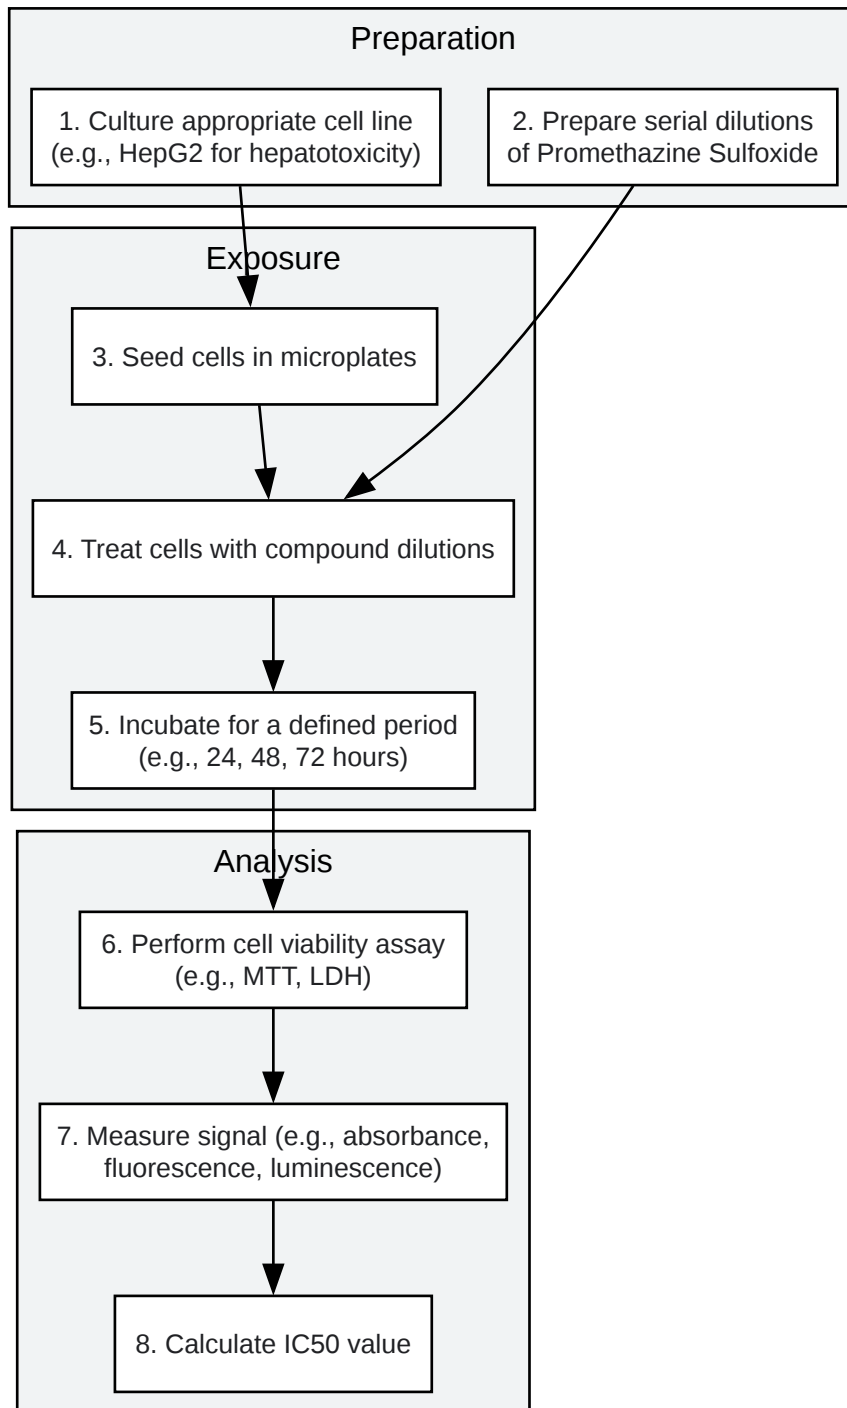 Preparation
1. Culture appropriate cell line
(e.g., HepG2 for hepatotoxicity)
2. Prepare serial dilutions
of Promethazine Sulfoxide
Exposure
3. Seed cells in microplates
4. Treat cells with compound dilutions
5. Incubate for a defined period
(e.g., 24, 48, 72 hours)
Analysis
6. Perform cell viability assay
(e.g., MTT, LDH)
7. Measure signal (e.g., absorbance,
fluorescence, luminescence)
8. Calculate IC50 value